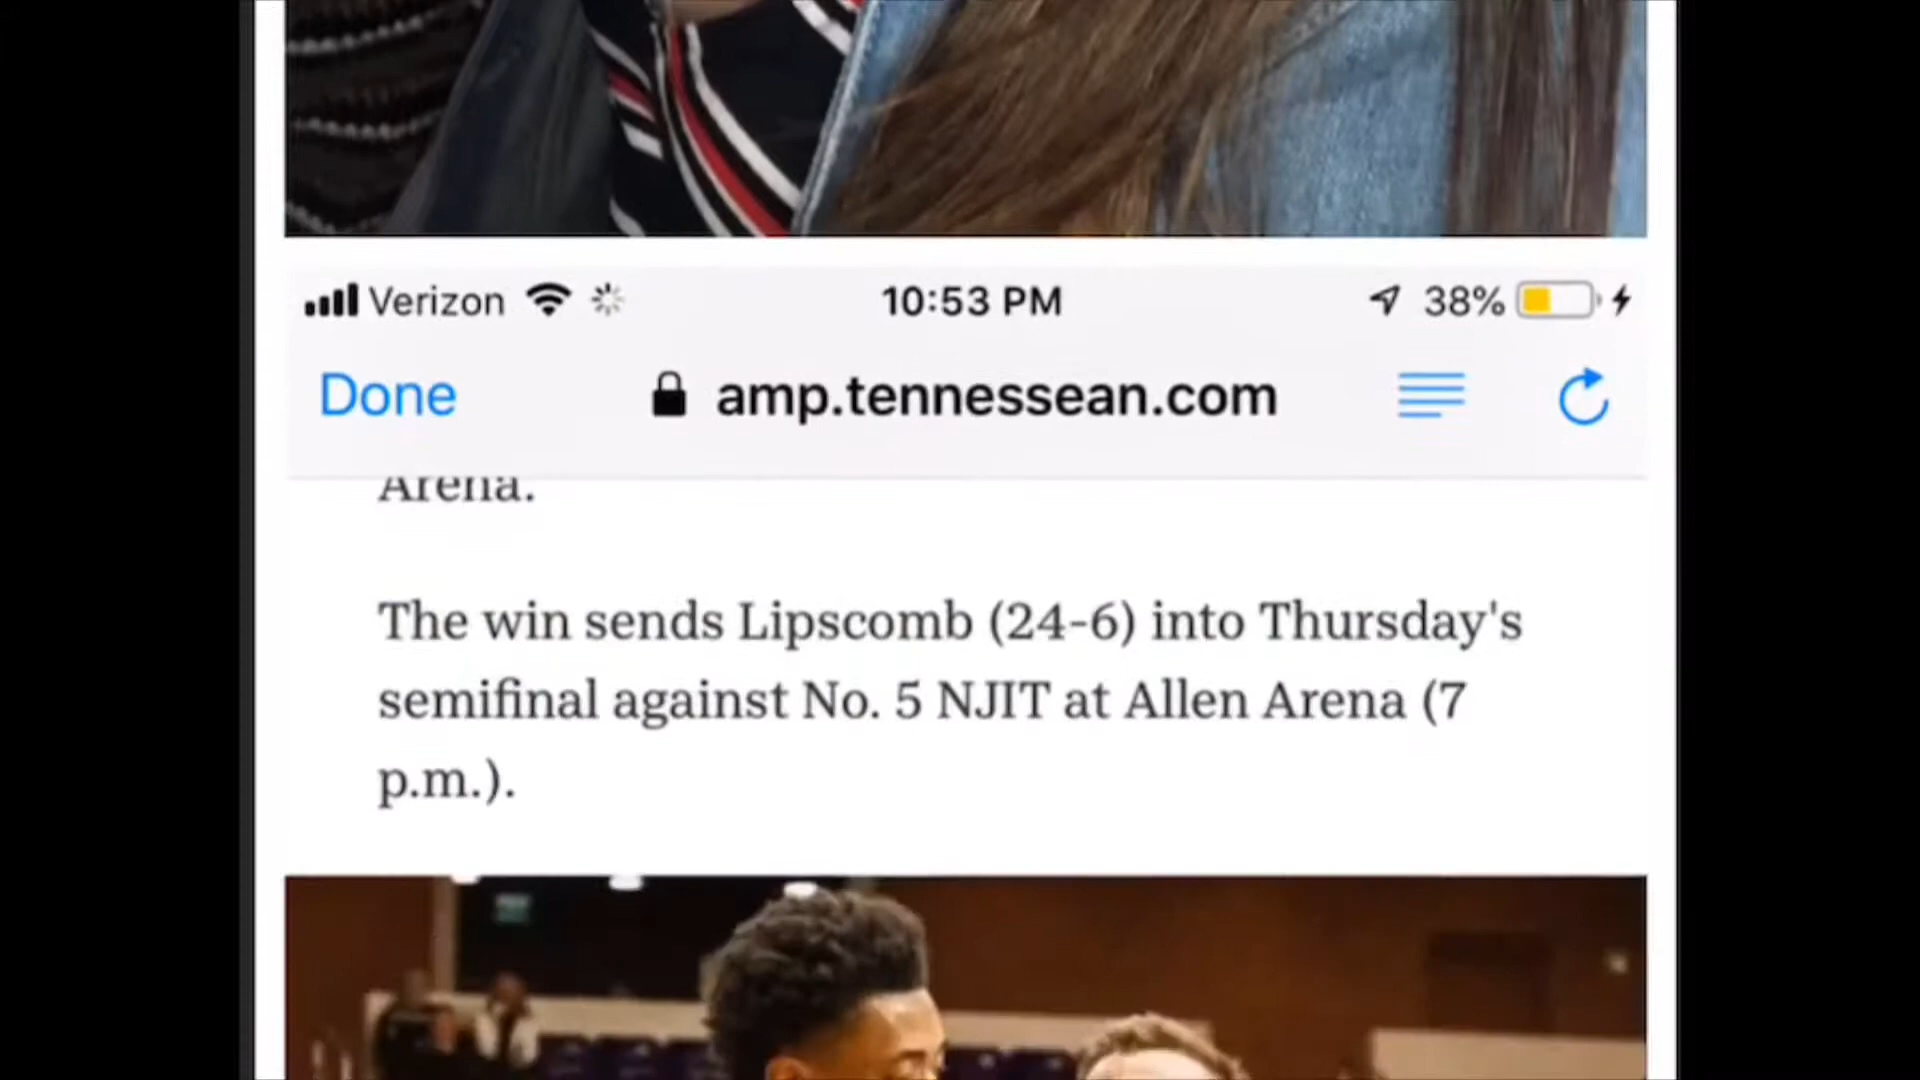 Verizon 10:53 PM 38%
Done amp.tennessean.com
Arena.
The win sends Lipscomb (24-6) into Thursday's
semifinal against No. 5 NJIT at Allen Arena (7
p.m.).